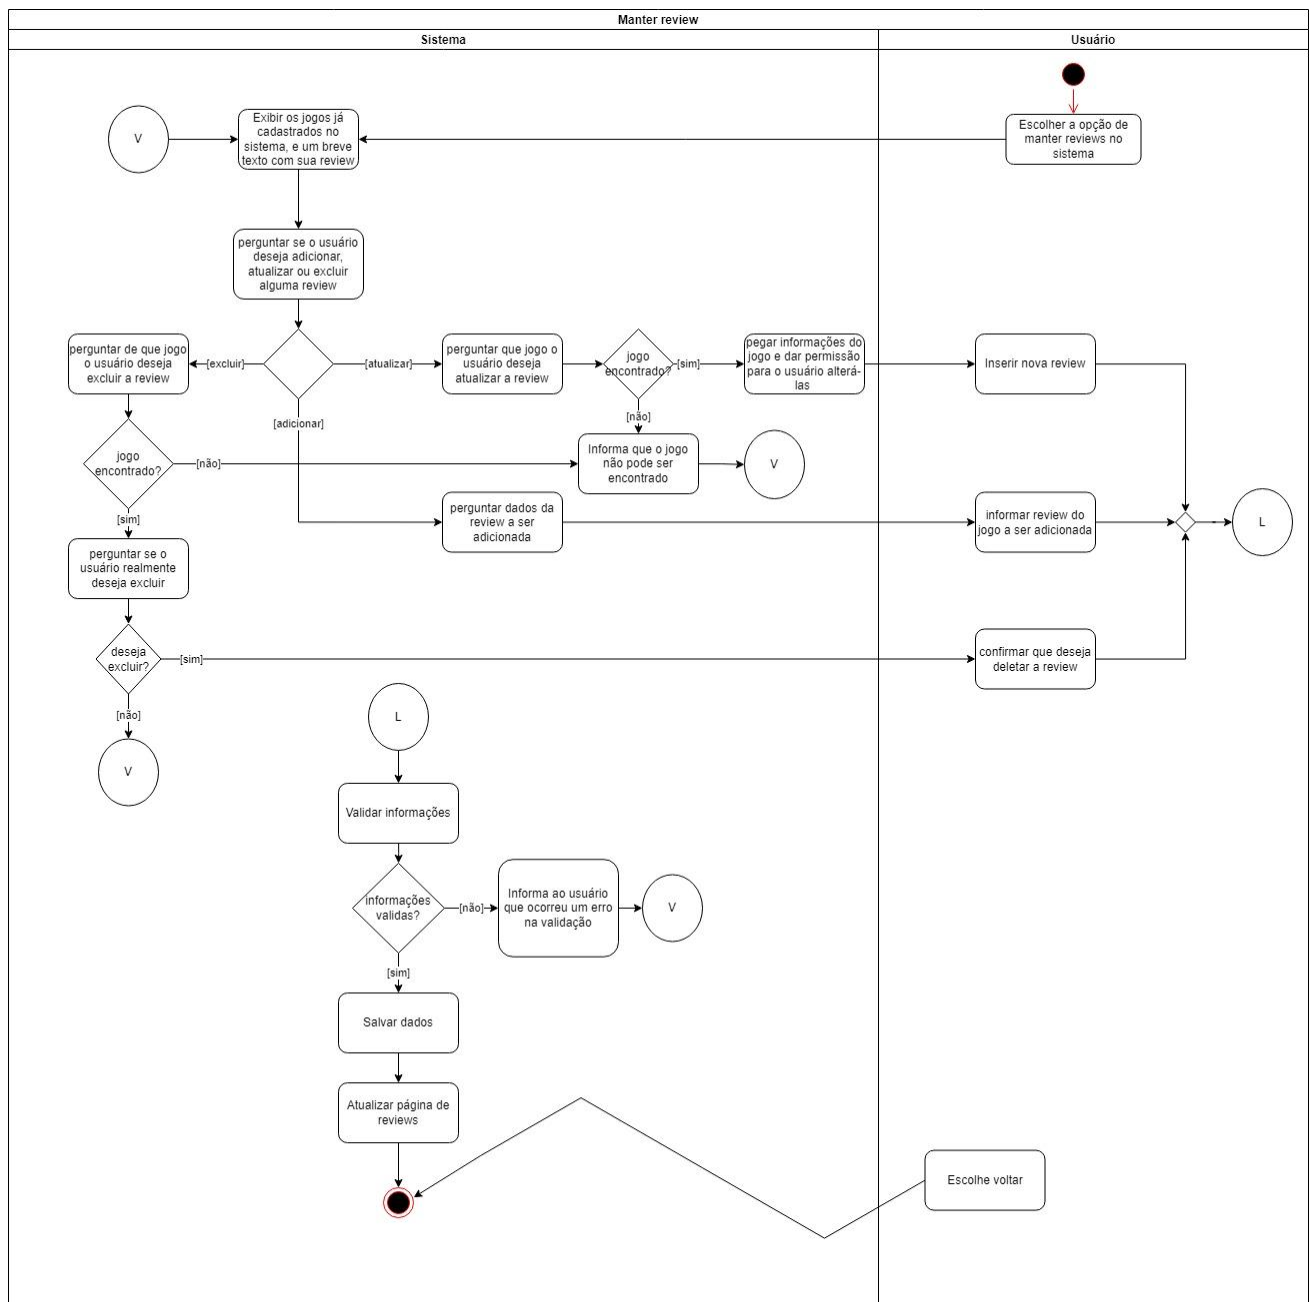 Manter review
Sistema
Usuário
V
Exibir os jogos já
cadastrados no
sistema, e um breve
texto com sua review
Escolher a opção de
manter reviews no
sistema
perguntar se o usuário
deseja adicionar,
atualizar ou excluir
alguma review
perguntar de que jogo
o usuário deseja
excluir a review
[excluir]
[atualizar]
[adicionar]
perguntar que jogo o
usuário deseja
atualizar a review
jogo
encontrado?
[sim]
[não]
pegar informações do
jogo e dar permissão
para o usuário alterá-
las
Inserir nova review
jogo
encontrado?
[não]
[sim]
Informa que o jogo
não pode ser
encontrado
V
perguntar dados da
review a ser
adicionada
informar review do
jogo a ser adicionada
L
perguntar se o
usuário realmente
deseja excluir
deseja
excluir?
[sim]
[não]
confirmar que deseja
deletar a review
V
L
Validar informações
informações
validas?
[não]
[sim]
Informa ao usuário
que ocorreu um erro
na validação
V
Salvar dados
Atualizar página de
reviews
Escolhe voltar